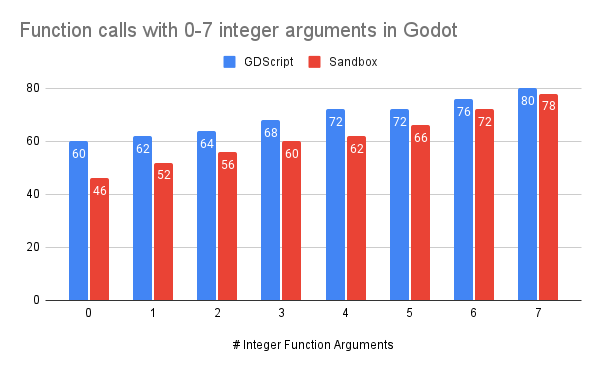 Function calls with 0-7 integer arguments in Godot
GDScript Sandbox
80
60
40
20
0
60 46 62 52 64 56 68 60 72 62 72 66 76 72 80 78
0 1 2 3 4 5 6 7
# Integer Function Arguments